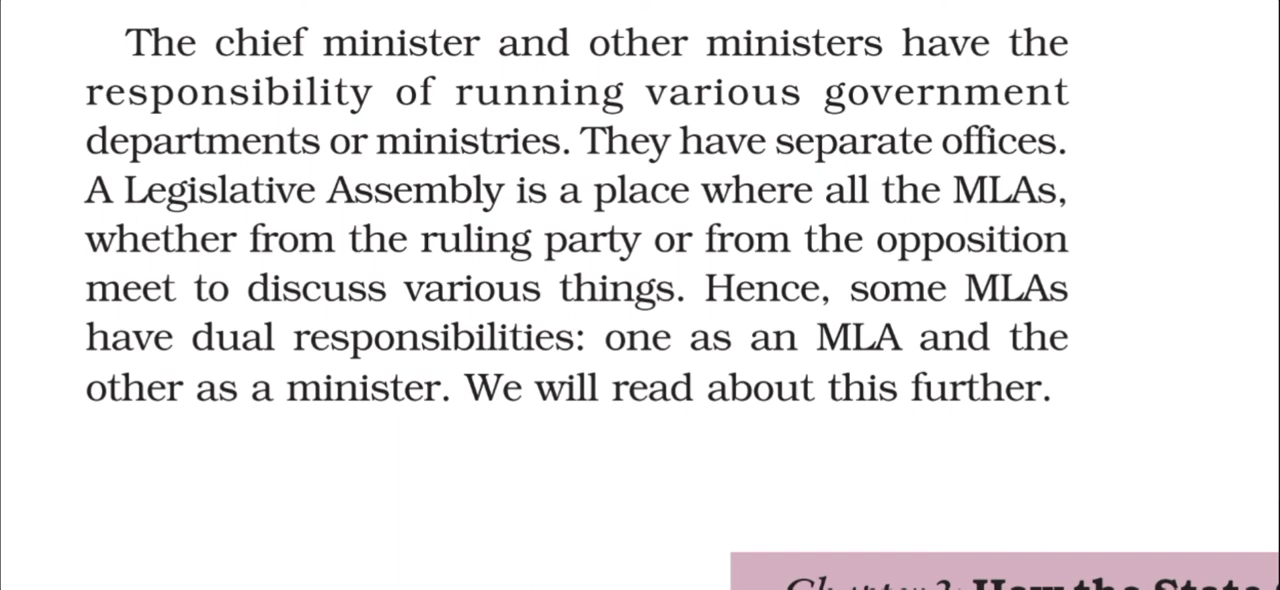 The chief minister and other ministers have the
responsibility of running various government
departments or ministries. They have separate offices.
A Legislative Assembly is a place where all the MLAs,
whether from the ruling party or from the opposition
meet to discuss various things. Hence, some MLAs
have dual responsibilities: one as an MLA and the
other as a minister. We will read about this further.
How the State